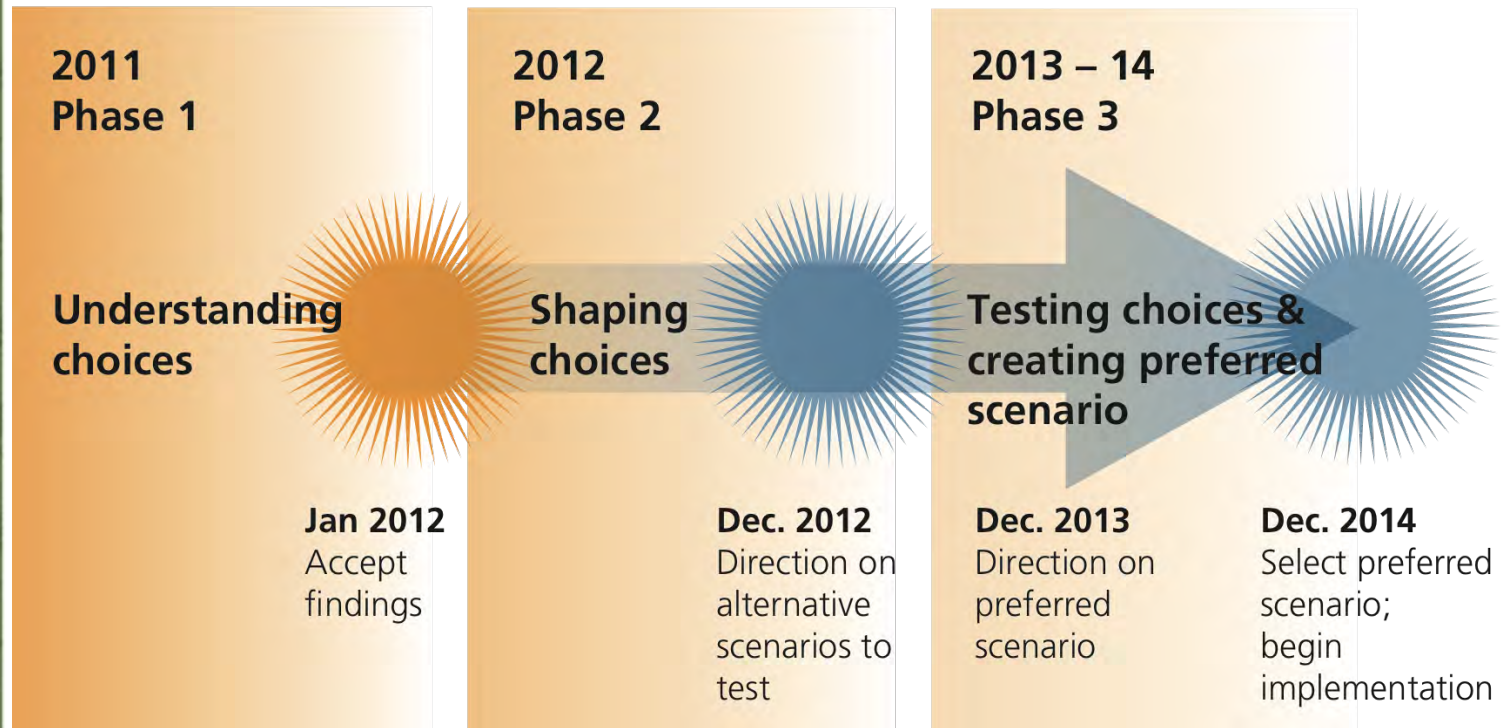 2011
Phase 1
Understanding
choices
Jan 2012
Accept
findings
2012
Phase 2
Shaping
choices
Dec. 2012
Direction on
alternative
scenarios to
test
2013 – 14
Phase 3
Testing choices &
creating preferred
scenario
Dec. 2013
Direction on
preferred
scenario
Dec. 2014
Select preferred
scenario;
begin
implementation